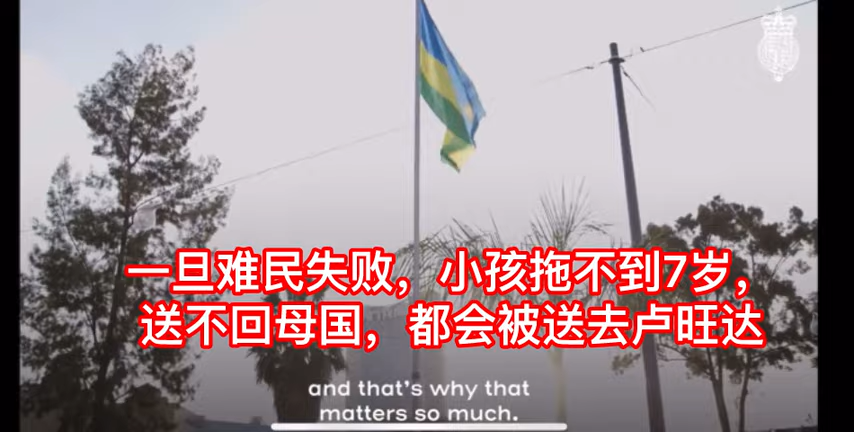 一旦难民失败，小孩拖不到7岁，
送不回母国，都会被送去卢旺达
and that's why that
matters so much.